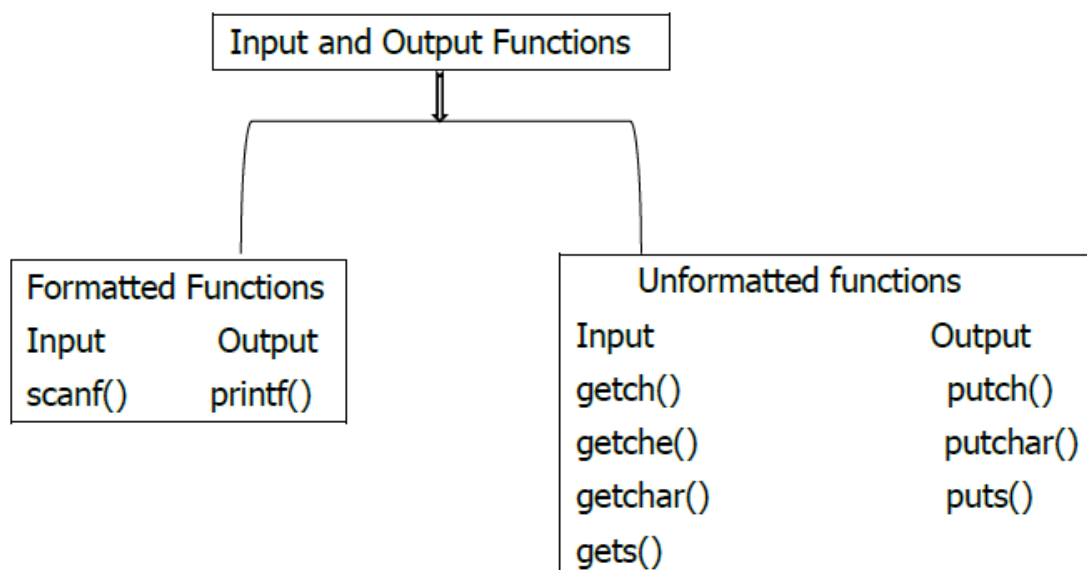 Input and Output Functions
Formatted Functions
Input Output
scanf() printf()
Unformatted functions
Input Output
getch() putch()
getche() putchar()
getchar() puts()
gets()